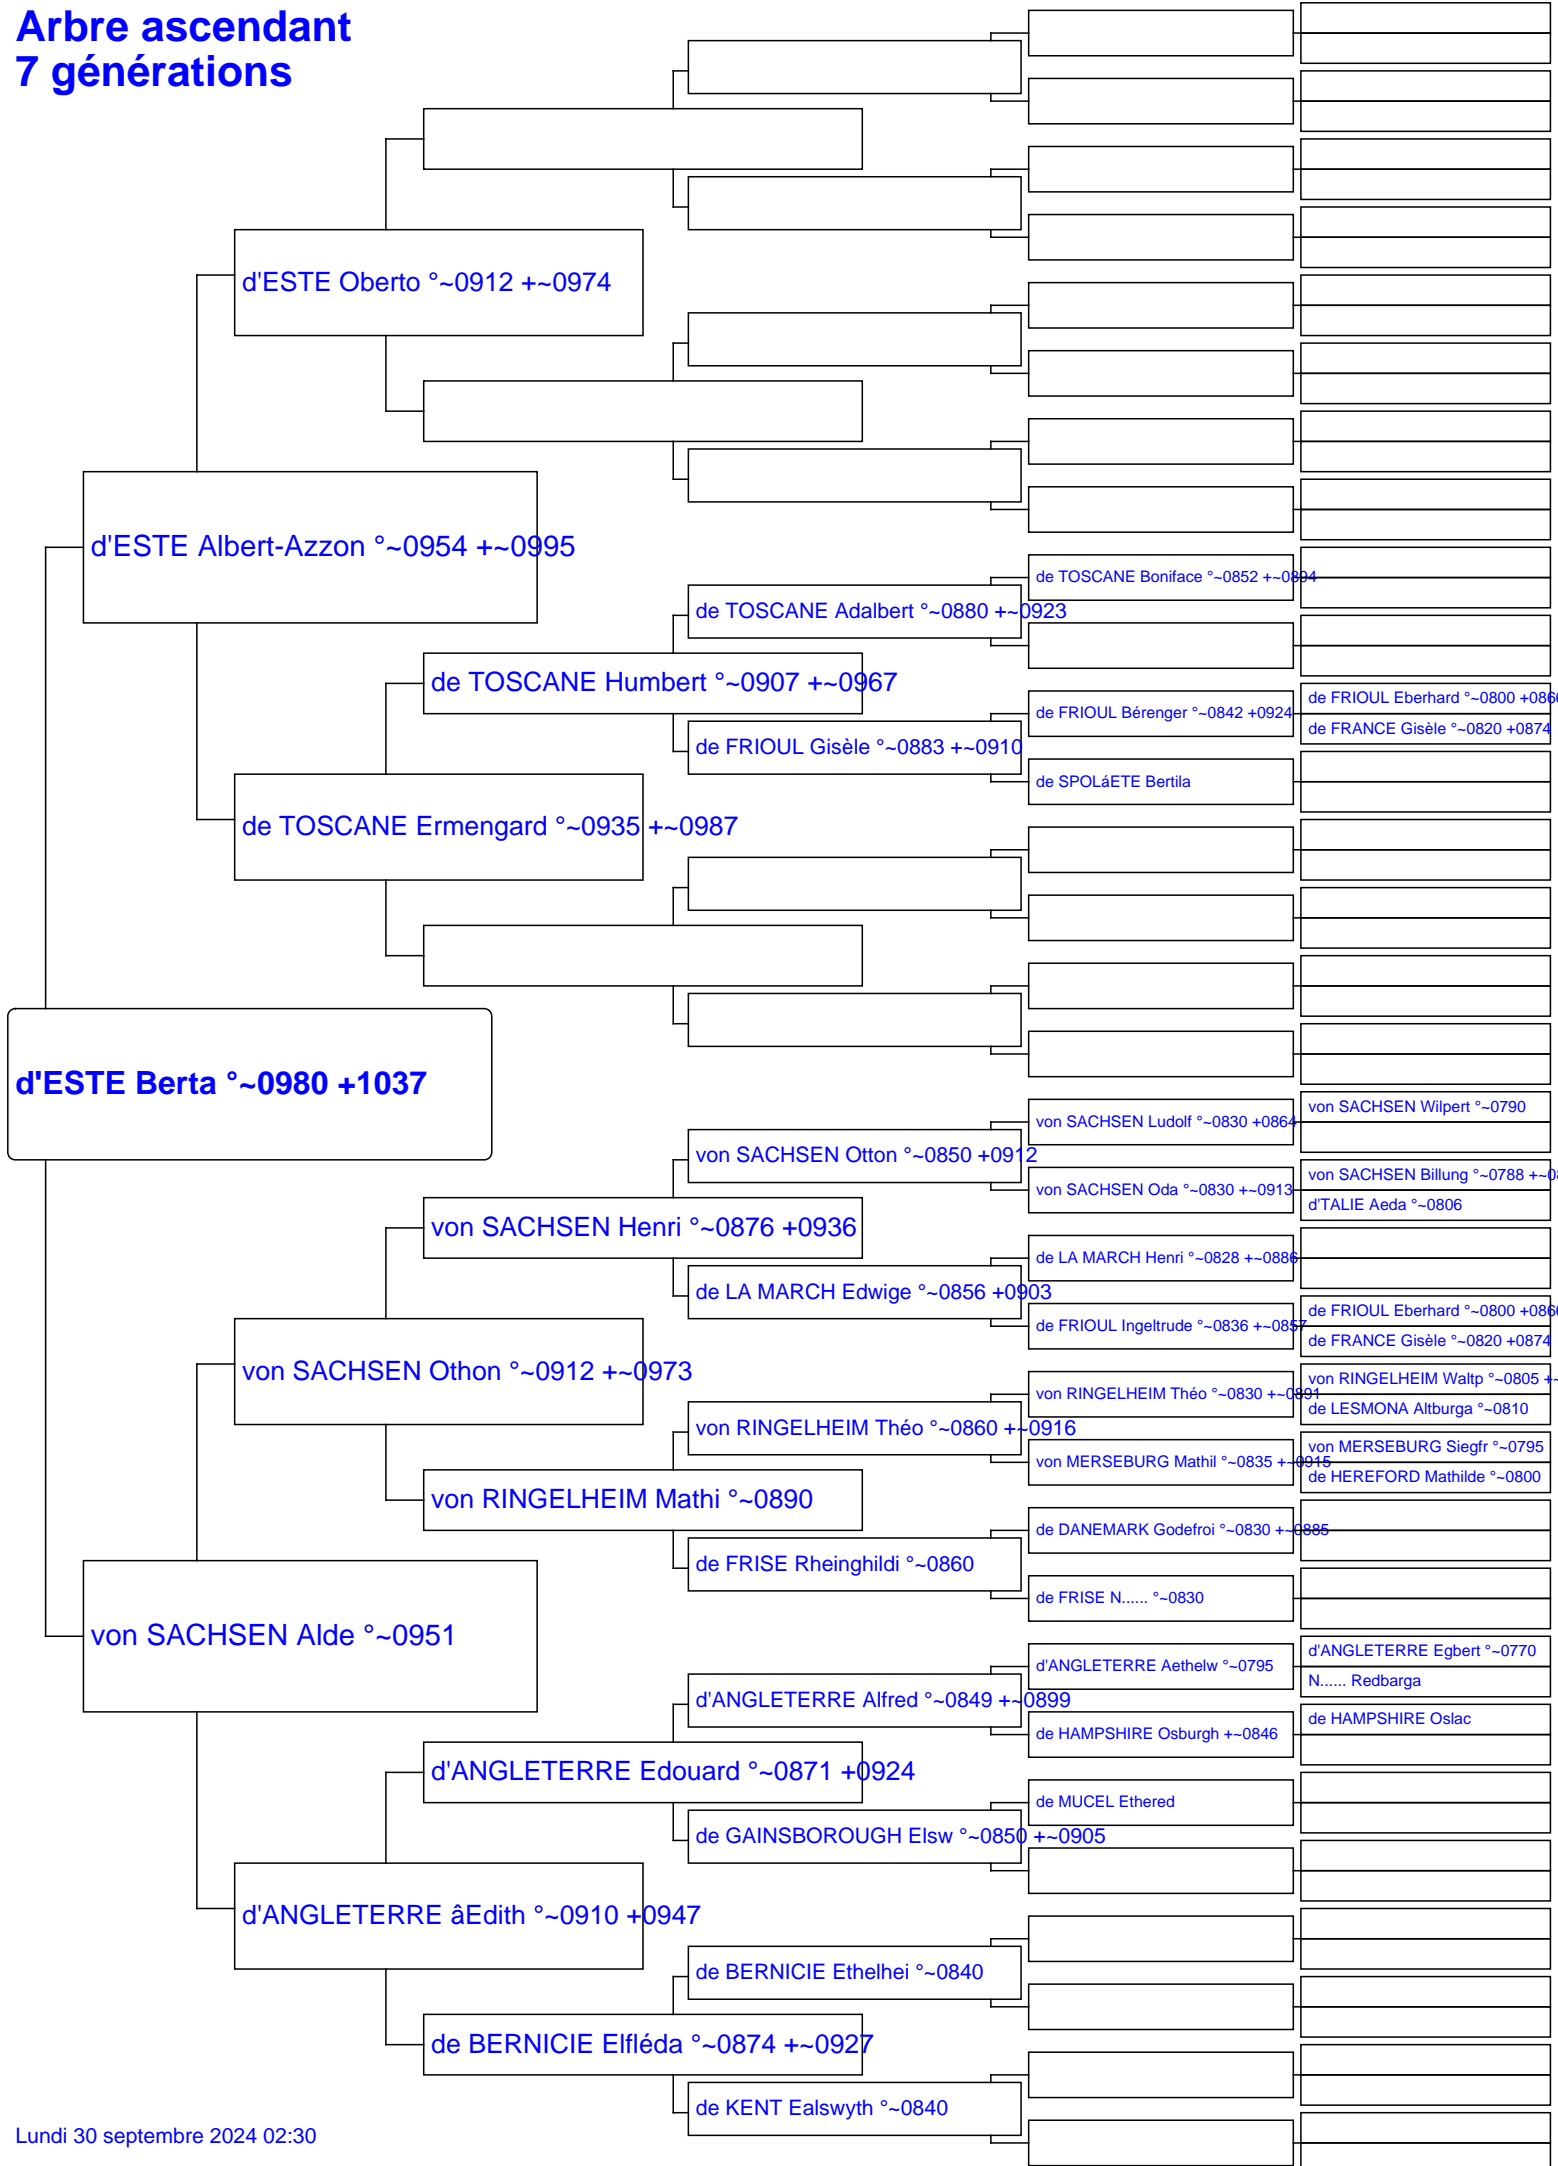 Arbre ascendant
7 générations
d'ESTE Oberto °~0912 +~0974
d'ESTE Albert-Azzon °~0954 +~0995
de TOSCANE Boniface °~0852 +~0894
de TOSCANE Adalbert °~0880 +~0923
de TOSCANE Humbert °~0907 +~0967
de FRIOUL Eberhard °~0800 +086
de FRIOUL Bérenger °~0842 +0924
de FRANCE Gisèle °~0820 +0874
de FRIOUL Gisèle °~0883 +~0910
de SPOLáETE Bertila
de TOSCANE Ermengard °~0935 +~0987
d'ESTE Berta °~0980 +1037
von SACHSEN Wilpert °~0790
von SACHSEN Ludolf °~0830 +0864
von SACHSEN Otton °~0850 +0912
von SACHSEN Billung °~0788 +~0
von SACHSEN Oda °~0830 +~0913
d'TALIE Aeda °~0806
von SACHSEN Henri °~0876 +0936
de LA MARCH Henri °~0828 +~0886
de LA MARCH Edwige °~0856 +0903
de FRIOUL Eberhard °~0800 +086
de FRIOUL Ingeltrude °~0836 +~0857
de FRANCE Gisèle °~0820 +0874
von SACHSEN Othon °~0912 +~0973
von RINGELHEIM Waltp °~0805 +~
von RINGELHEIM Théo °~0830 +~0891
de LESMONA Altburga °~0810
von RINGELHEIM Théo °~0860 +~0916
von MERSEBURG Siegfr °~0795
von MERSEBURG Mathil °~0835 +~0915
de HEREFORD Mathilde °~0800
von RINGELHEIM Mathi °~0890
de DANEMARK Godefroi °~0830 +~0885
de FRISE Rheinghildi °~0860
de FRISE N...... °~0830
von SACHSEN Alde °~0951
d'ANGLETERRE Egbert °~0770
d'ANGLETERRE Aethelw °~0795
N...... Redbarga
d'ANGLETERRE Alfred °~0849 +~0899
de HAMPSHIRE Oslac
de HAMPSHIRE Osburgh +~0846
d'ANGLETERRE Edouard °~0871 +0924
de MUCEL Ethered
de GAINSBOROUGH Elsw °~0850 +~0905
d'ANGLETERRE âEdith °~0910 +0947
de BERNICIE Ethelhei °~0840
de BERNICIE Elfléda °~0874 +~0927
de KENT Ealswyth °~0840
Lundi 30 septembre 2024 02:30